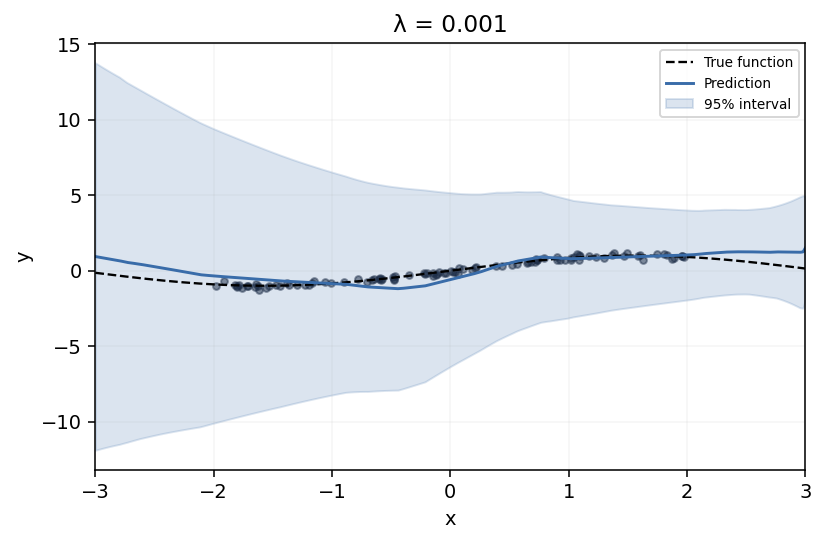 λ = 0.001
15
10
5
0
−5
−10
y
−3
−2
−1
0
1
2
3
x
True function
Prediction
95% interval